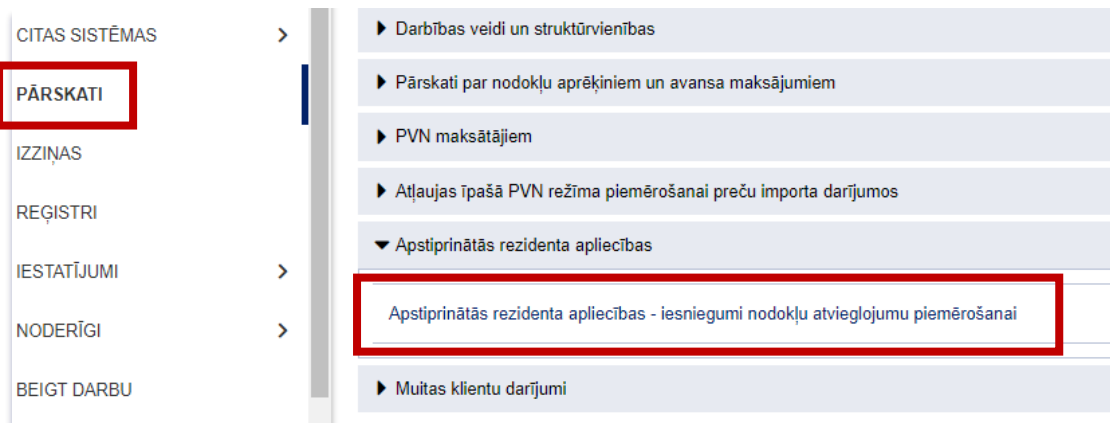 CITAS SISTĒMAS
PĀRSKATI
IZZIŅAS
REĢISTRI
IESTATĪJUMI
NODERĪGI
BEIGT DARBU
Darbības veidi un struktūrvienības
Pārskati par nodokļu aprēķiniem un avansa maksājumiem
PVN maksātājiem
Atļaujas īpašā PVN režīma piemērošanai preču importa darījumos
Apstiprinātās rezidenta apliecības
Apstiprinātās rezidenta apliecības - iesniegumi nodokļu atvieglojumu piemērošanai
Muitas klientu darījumi